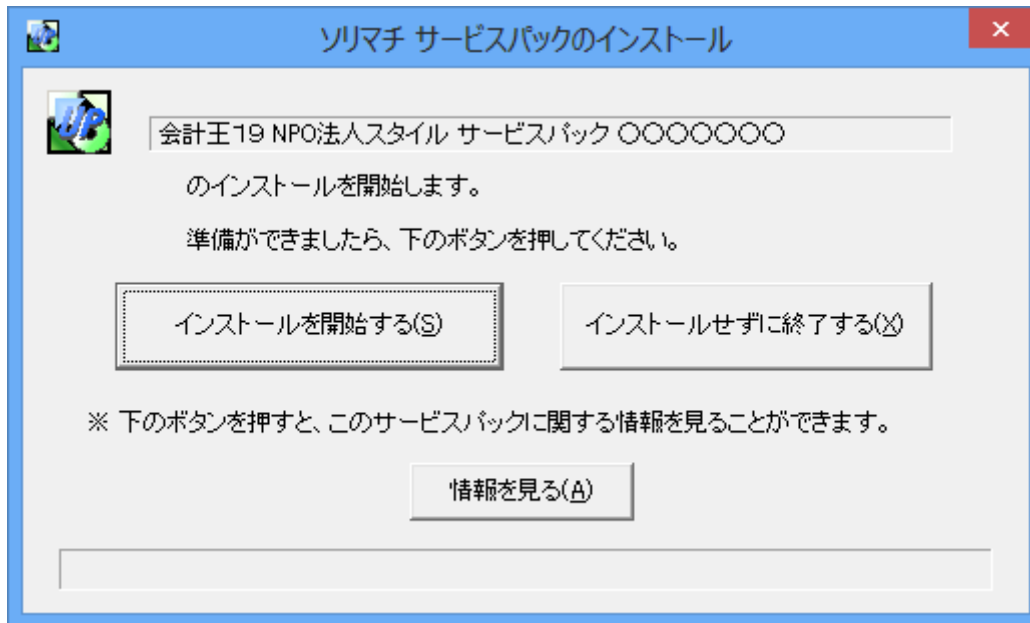 ソリマチ サービスパックのインストール
UP
会計王19 NPO法人スタイル サービスパック 〇〇〇〇〇〇〇
のインストールを開始します。
準備ができましたら、下のボタンを押してください。
インストールを開始する(S)
インストールせずに終了する(X)
※ 下のボタンを押すと、このサービスパックに関する情報を見ることができます。
情報を見る(A)